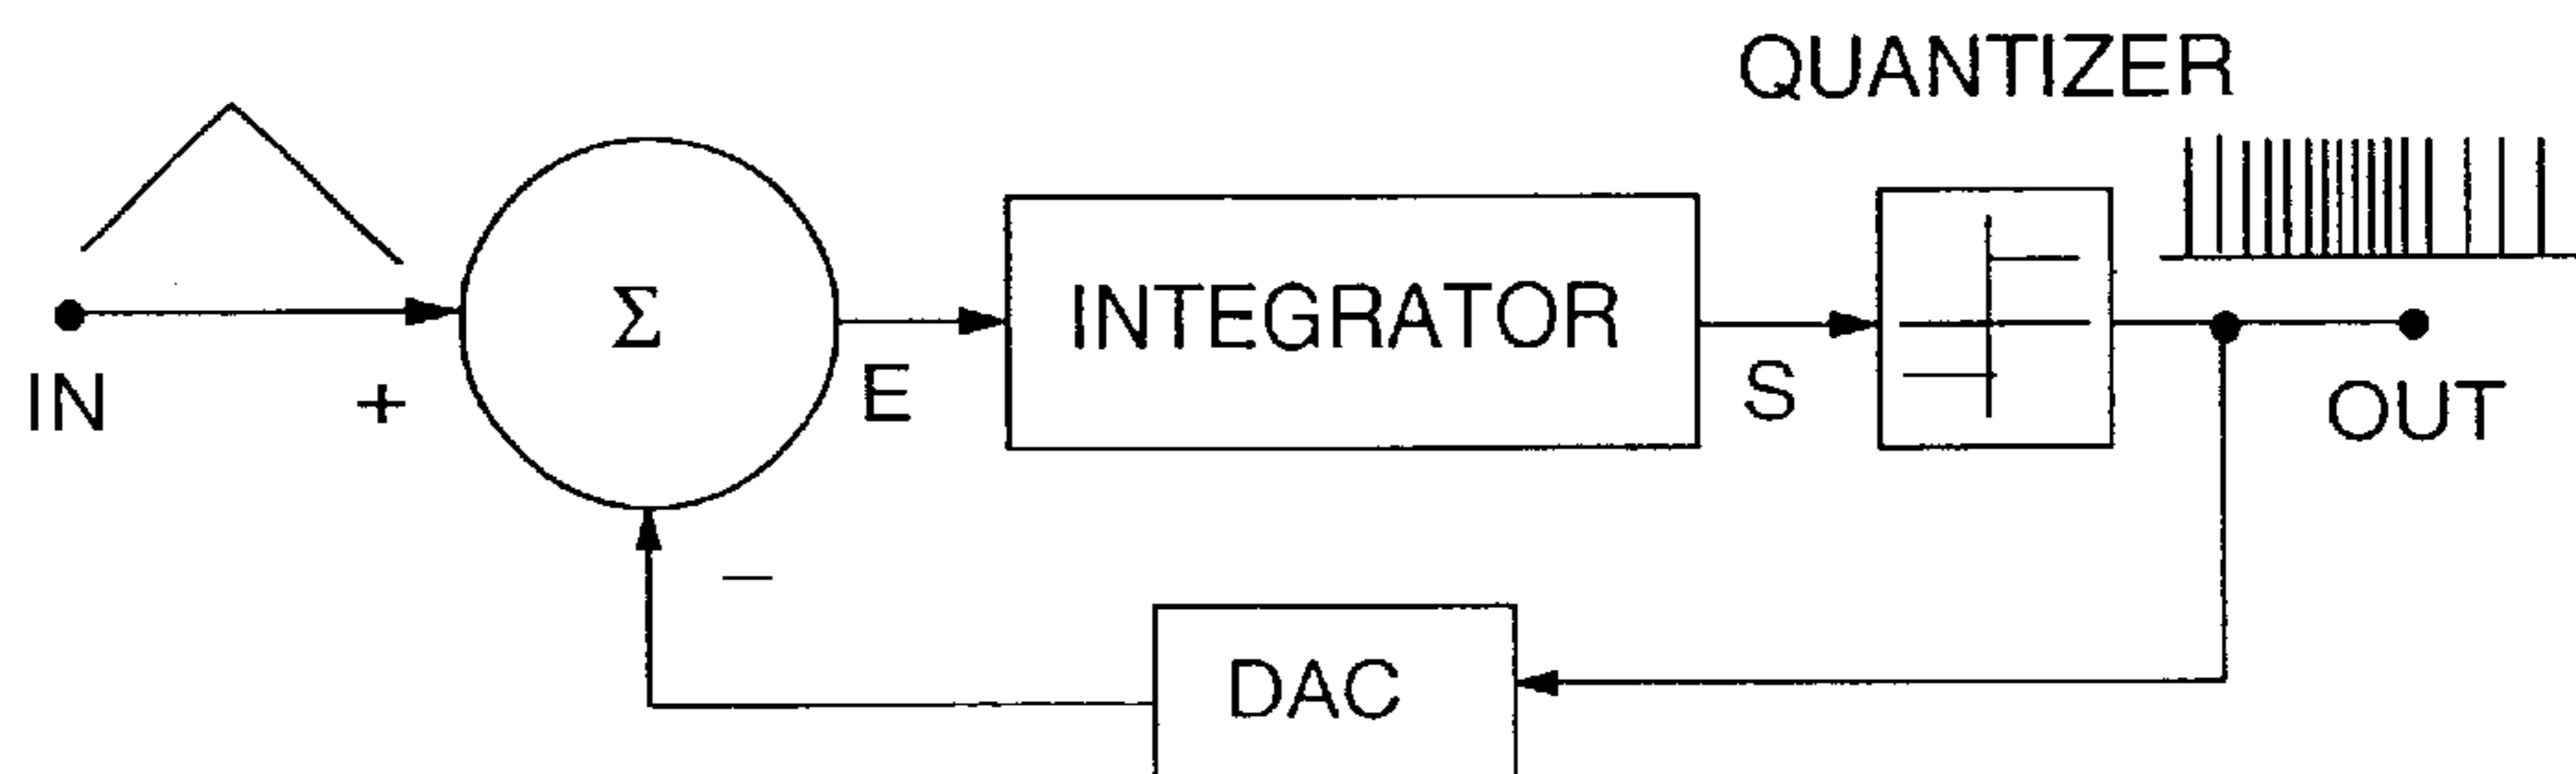 QUANTIZER
Σ
INTEGRATOR
IN
+
E
S
OUT
−
DAC